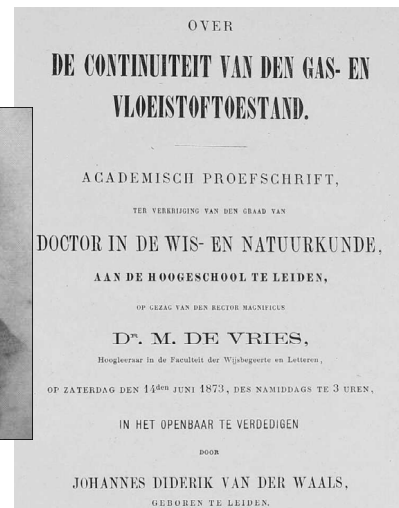 OVER
DE CONTINUITEIT VAN DEN GAS- EN
VLOEISTOFTOESTAND.
ACADEMISCH PROEFSCHRIFT,
TER VERKRIJGING VAN DEN GRAAD VAN
DOCTOR IN DE WIS- EN NATUURKUNDE,
AAN DE HOOGESCHOOL TE LEIDEN,
OP GEZAG VAN DEN RECTOR MAGNIFICUS
Dr. M. DE VRIES,
Hoogleeraar in de Faculteit der Wijsbegeerte en Letteren,
OP ZATERDAG DEN 14den JUNI 1873, DES NAMIDDAGS TE 3 UREN,
IN HET OPENBAAR TE VERDEDIGEN
DOOR
JOHANNES DIDERIK VAN DER WAALS,
GEBOREN TE LEIDEN.